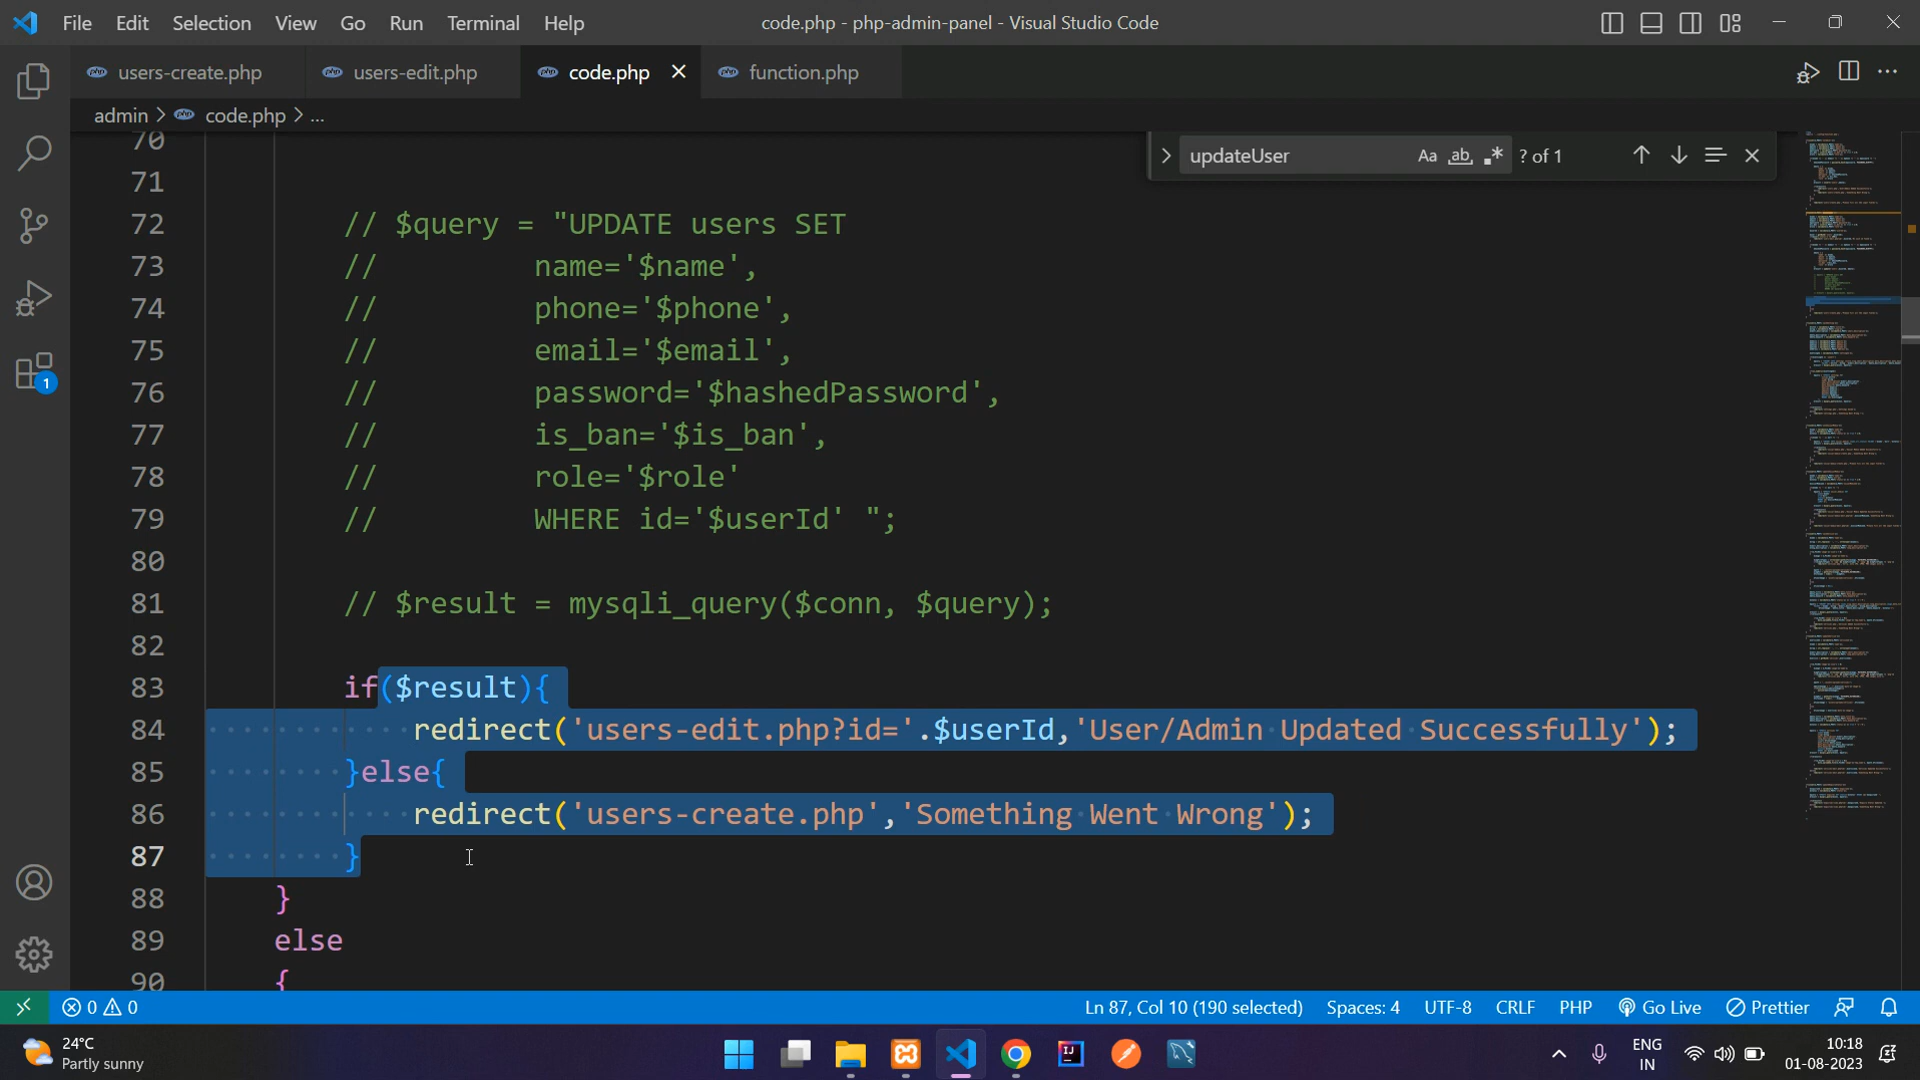 File Edit Selection View Go Run Terminal Help code.php - php-admin-panel - Visual Studio Code
users-create.php users-edit.php code.php function.php
admin > code.php > ...
updateUser Aa ab ? of 1
70
71
72 // $query = "UPDATE users SET
73 // name='$name',
74 // phone='$phone',
75 // email='$email',
76 // password='$hashedPassword',
77 // is_ban='$is_ban',
78 // role='$role'
79 // WHERE id='$userId' ";
80
81 // $result = mysqli_query($conn, $query);
82
83 if($result){
84 redirect('users-edit.php?id='.$userId,'User/Admin Updated Successfully');
85 }else{
86 redirect('users-create.php','Something Went Wrong');
87 }
88 }
89 else
90 {
1
0 0 Ln 87, Col 10 (190 selected) Spaces: 4 UTF-8 CRLF PHP Go Live Prettier
24°C
Partly sunny
ENG
IN
10:18
01-08-2023